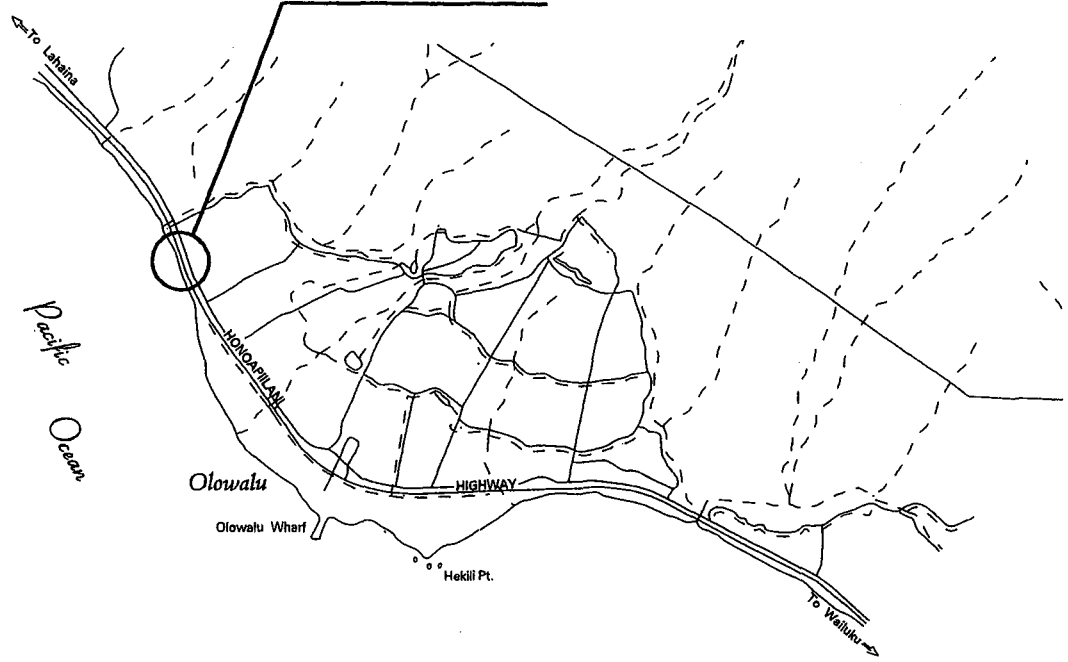 To Lahaina
Pacific
Ocean
HONOAPIILANI
HIGHWAY
Olowalu
Olowalu Wharf
Hekili Pt.
To Wailuku